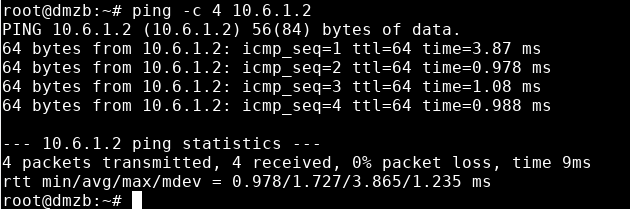 root@dmzb:~# ping -c 4 10.6.1.2
PING 10.6.1.2 (10.6.1.2) 56(84) bytes of data.
64 bytes from 10.6.1.2: icmp_seq=1 ttl=64 time=3.87 ms
64 bytes from 10.6.1.2: icmp_seq=2 ttl=64 time=0.978 ms
64 bytes from 10.6.1.2: icmp_seq=3 ttl=64 time=1.08 ms
64 bytes from 10.6.1.2: icmp_seq=4 ttl=64 time=0.988 ms
--- 10.6.1.2 ping statistics ---
4 packets transmitted, 4 received, 0% packet loss, time 9ms
rtt min/avg/max/mdev = 0.978/1.727/3.865/1.235 ms
root@dmzb:~#